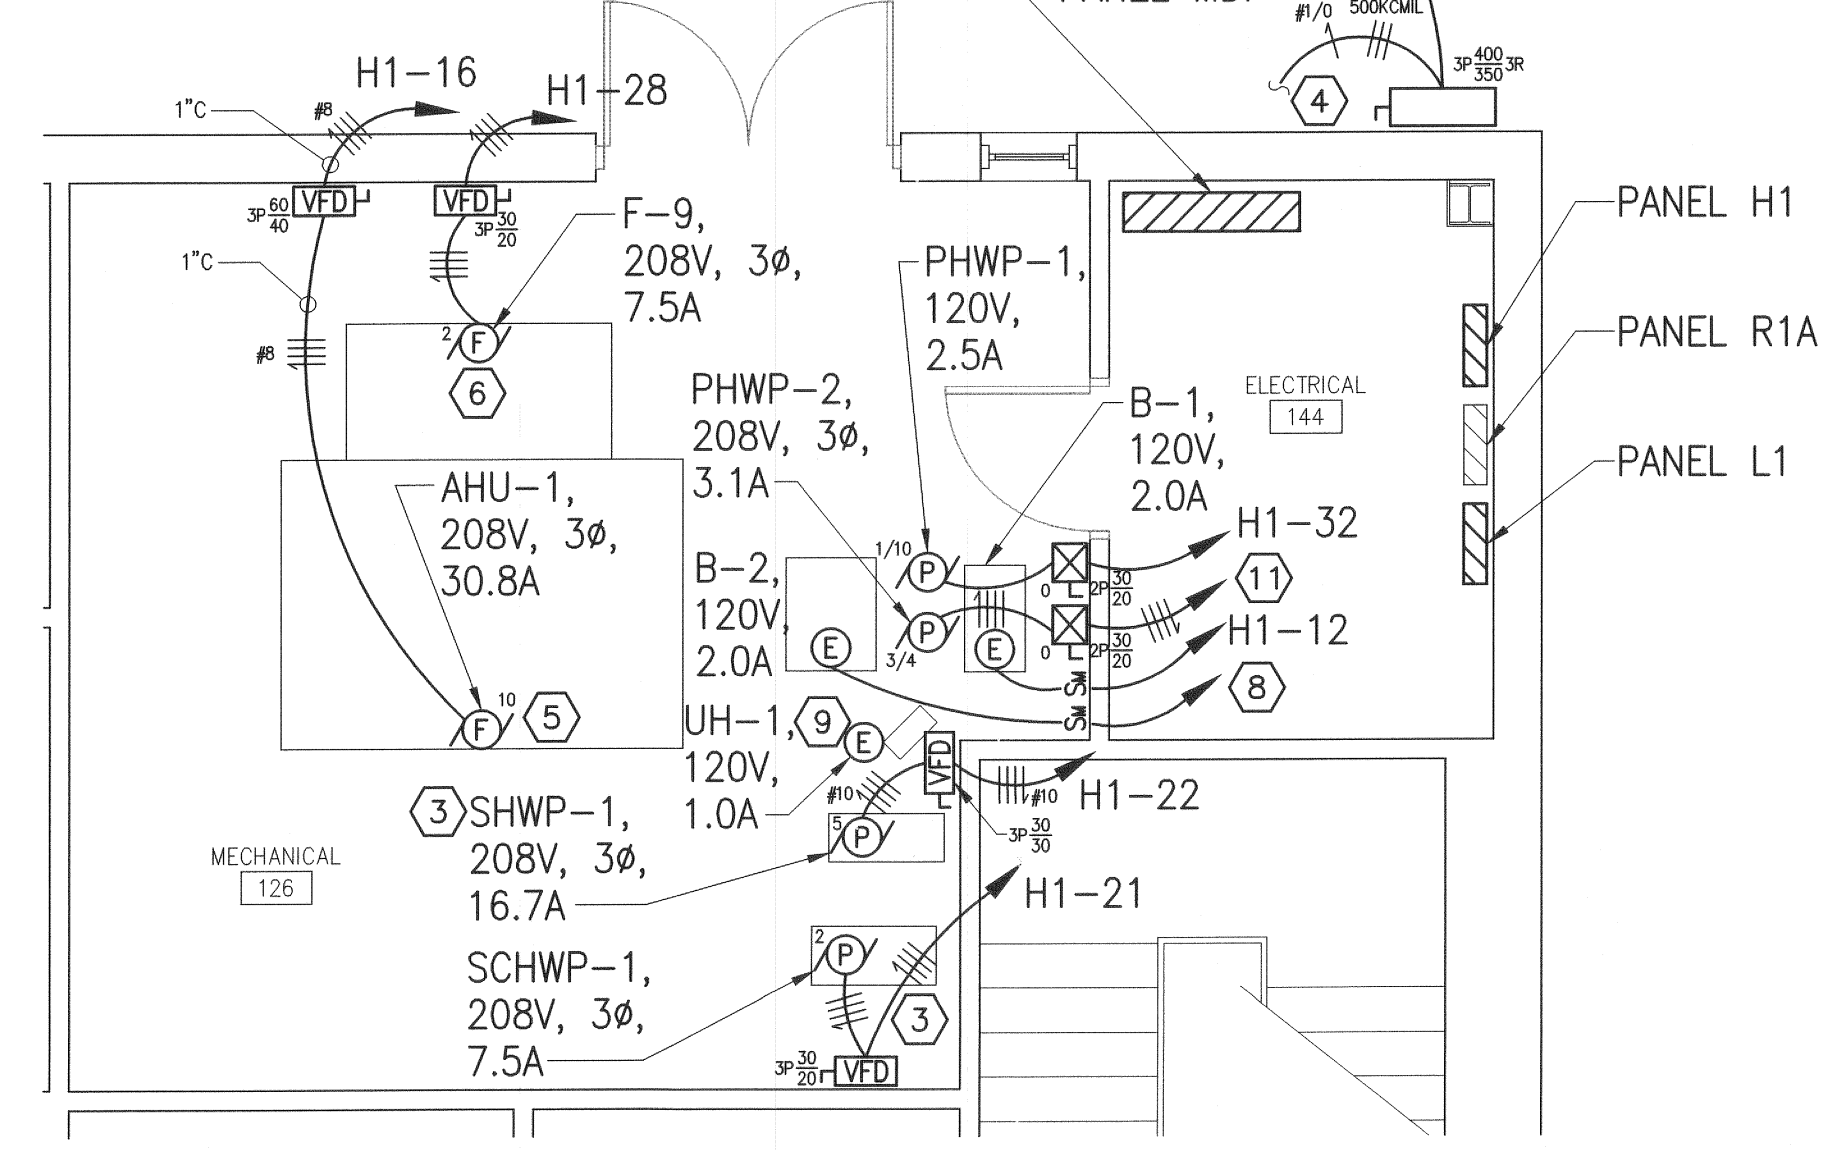 #1/0
500KCMIL
3P 400/350 3R
4
H1-16
H1-28
1"C
#8
VFD
3P 60/40
VFD
3P 30/20
1"C
#8
F-9,
208V, 3ø,
7.5A
2
F
6
PHWP-1,
120V,
2.5A
PANEL H1
PANEL R1A
PANEL L1
ELECTRICAL
144
PHWP-2,
208V, 3ø,
3.1A
B-1,
120V,
2.0A
AHU-1,
208V, 3ø,
30.8A
10
F
5
B-2,
120V,
2.0A
E
1/10
P
P
3/4
E
0
2P 30/20
0
2P 30/20
H1-32
11
H1-12
8
SM
SM
UH-1,
120V,
1.0A
9
E
VFD
#10
#10
H1-22
3P 30/30
3
SHWP-1,
208V, 3ø,
16.7A
5
P
MECHANICAL
126
H1-21
SCHWP-1,
208V, 3ø,
7.5A
2
P
3
3P 30/20
VFD